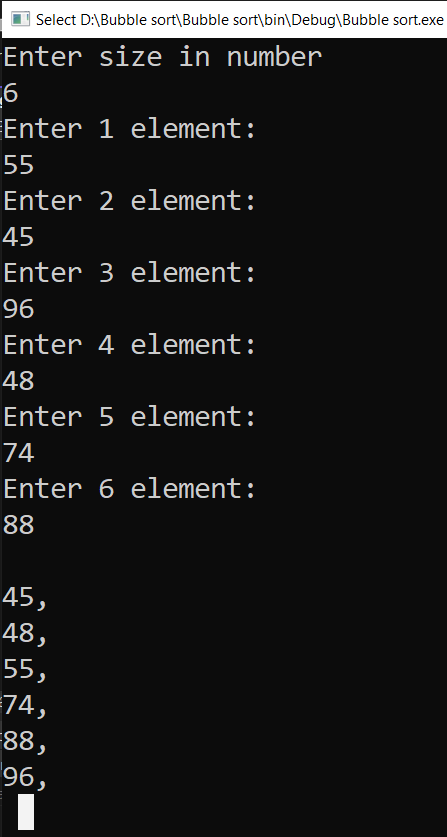 Select D:\Bubble sort\Bubble sort\bin\Debug\Bubble sort.exe
Enter size in number
6
Enter 1 element:
55
Enter 2 element:
45
Enter 3 element:
96
Enter 4 element:
48
Enter 5 element:
74
Enter 6 element:
88
45,
48,
55,
74,
88,
96,